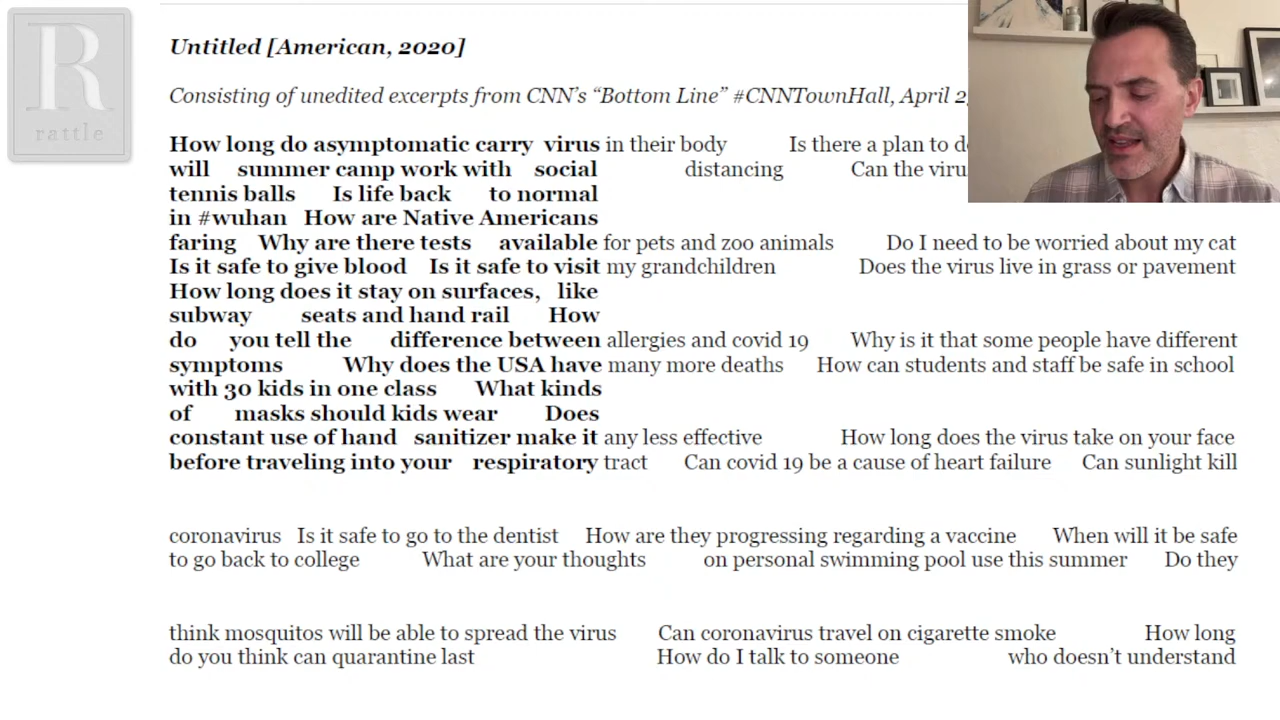 R
rattle
Untitled [American, 2020]
Consisting of unedited excerpts from CNN's “Bottom Line” #CNNTownHall, April 2
How long do asymptomatic carry virus in their body Is there a plan to
will summer camp work with social distancing Can the
tennis balls Is life back to normal
in #wuhan How are Native Americans
faring Why are there tests available for pets and zoo animals Do I need to be worried about my cat
Is it safe to give blood Is it safe to visit my grandchildren Does the virus live in grass or pavement
How long does it stay on surfaces, like
subway seats and hand rail How
do you tell the difference between allergies and covid 19 Why is it that some people have different
symptoms Why does the USA have many more deaths How can students and staff be safe in school
with 30 kids in one class What kinds
of masks should kids wear Does
constant use of hand sanitizer make it any less effective How long does the virus take on your face
before traveling into your respiratory tract Can covid 19 be a cause of heart failure Can sunlight kill
coronavirus Is it safe to go to the dentist How are they progressing regarding a vaccine When will it be safe
to go back to college What are your thoughts on personal swimming pool use this summer Do they
think mosquitos will be able to spread the virus Can coronavirus travel on cigarette smoke How long
do you think can quarantine last How do I talk to someone who doesn't understand